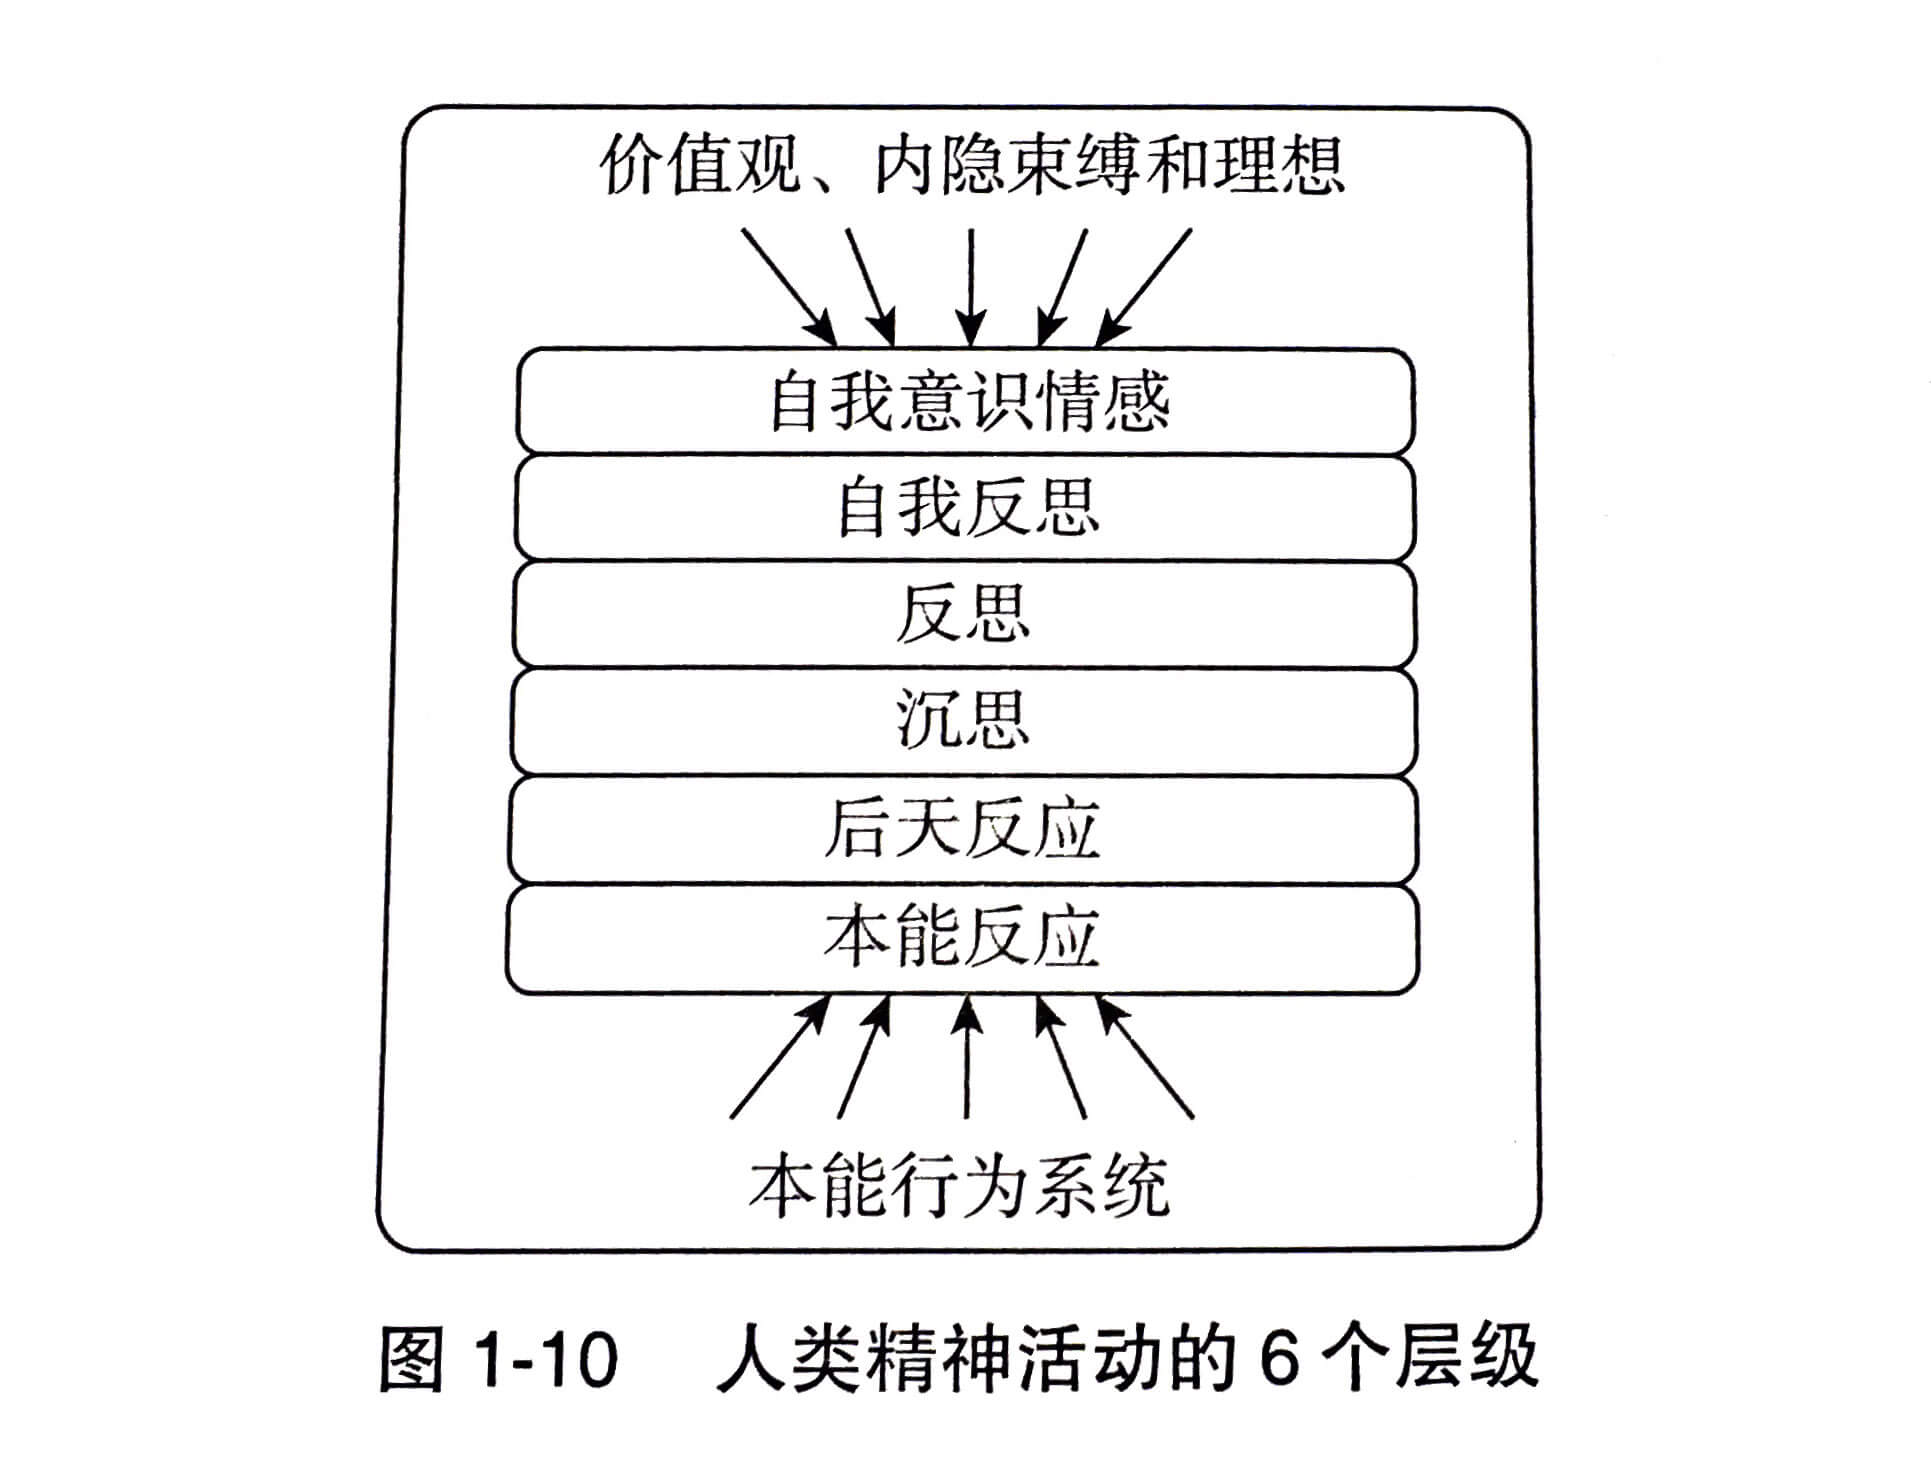 价值观、内隐束缚和理想
自我意识情感
自我反思
反思
沉思
后天反应
本能反应
本能行为系统
图 1-10 人类精神活动的 6 个层级